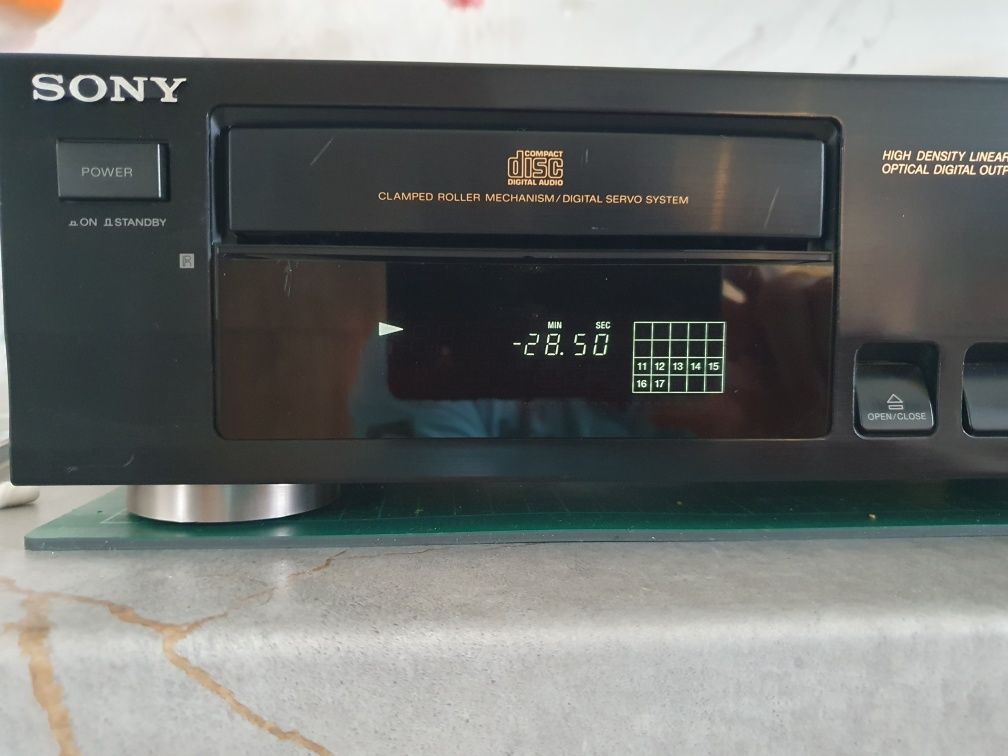 SONY
POWER
ON STANDBY
COMPACT
disc
DIGITAL AUDIO
CLAMPED ROLLER MECHANISM/DIGITAL SERVO SYSTEM
HIGH DENSITY LINEAR
OPTICAL DIGITAL OUTP
MIN SEC
-28.50
11 12 13 14 15
16 17
OPEN/CLOSE